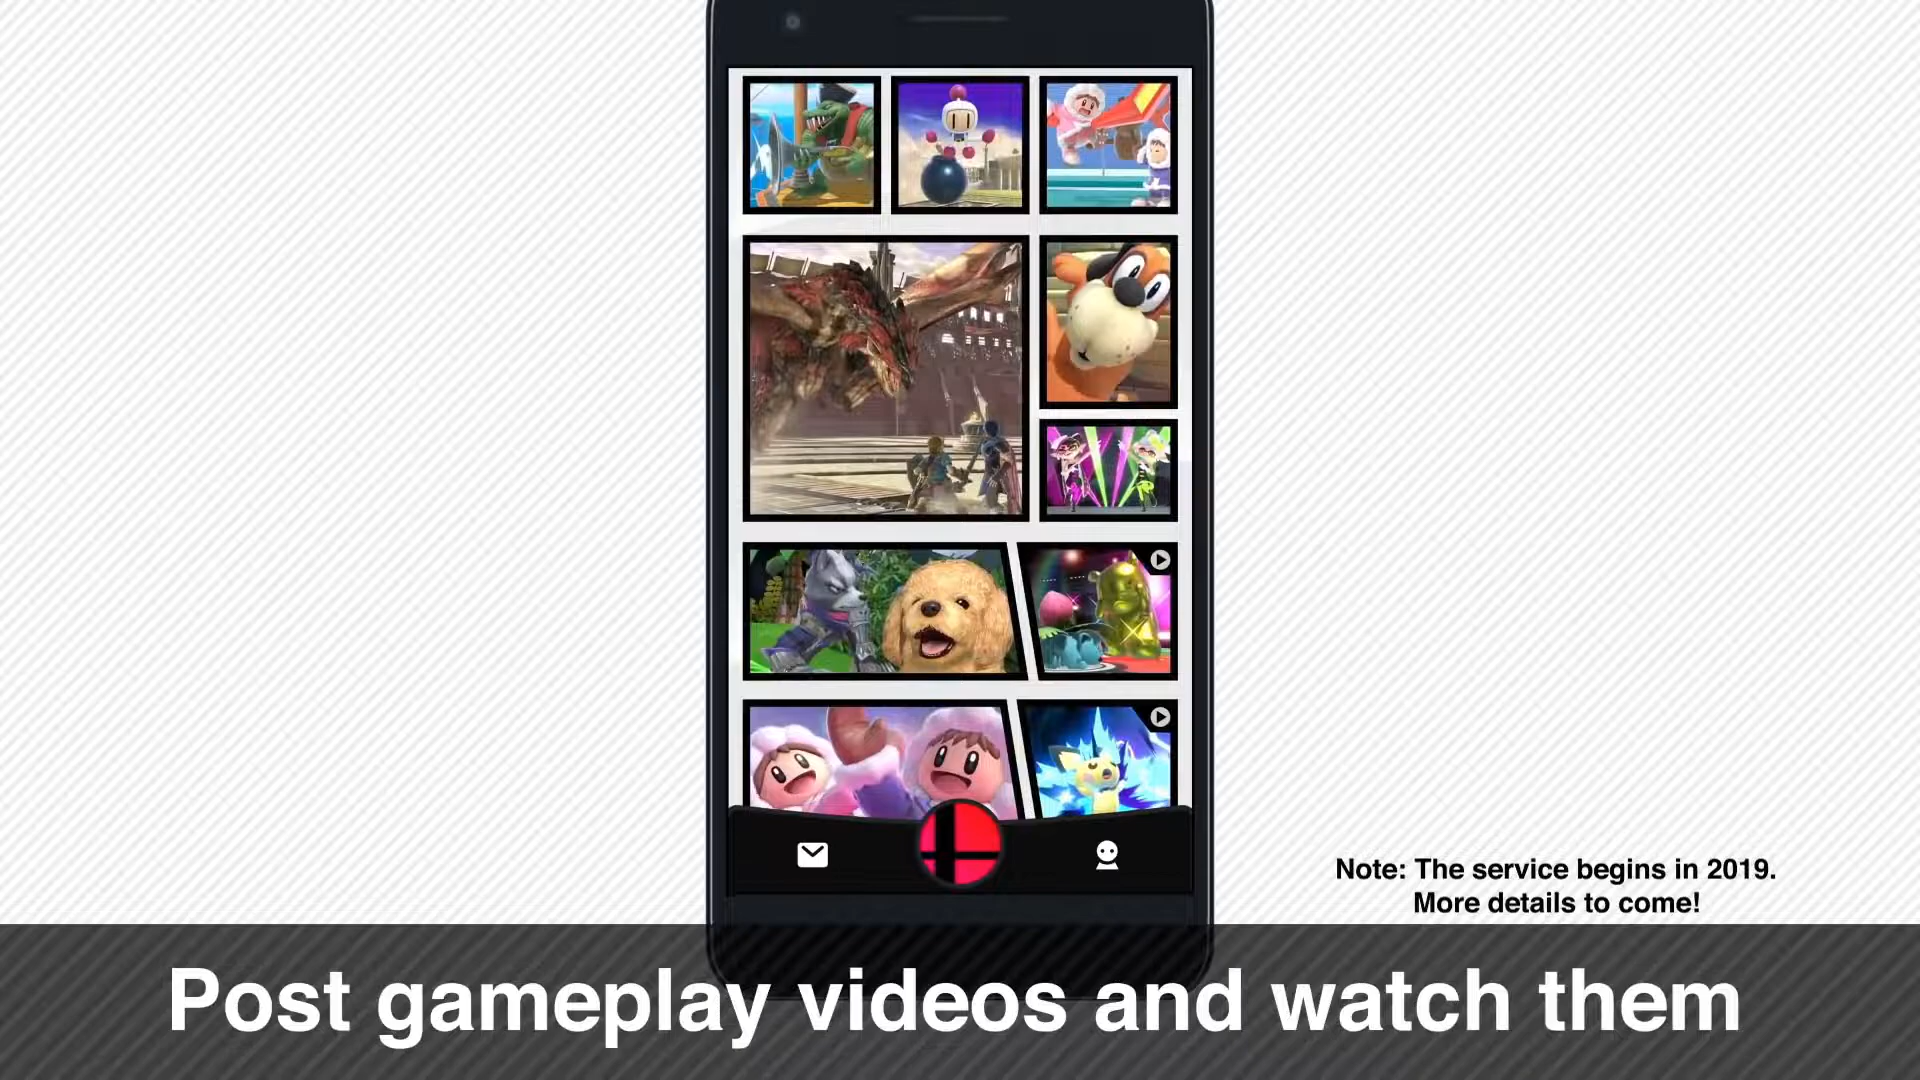 Note: The service begins in 2019.
More details to come!
Post gameplay videos and watch them